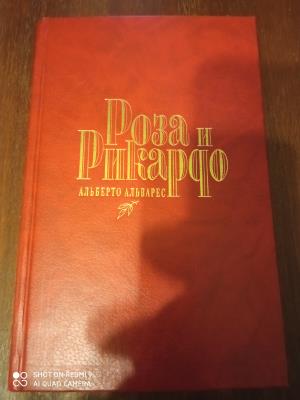 Роза и
Рикардо
АЛЬБЕРТО АЛЬВАРЕС
SHOT ON REDMI 9
AI QUAD CAMERA